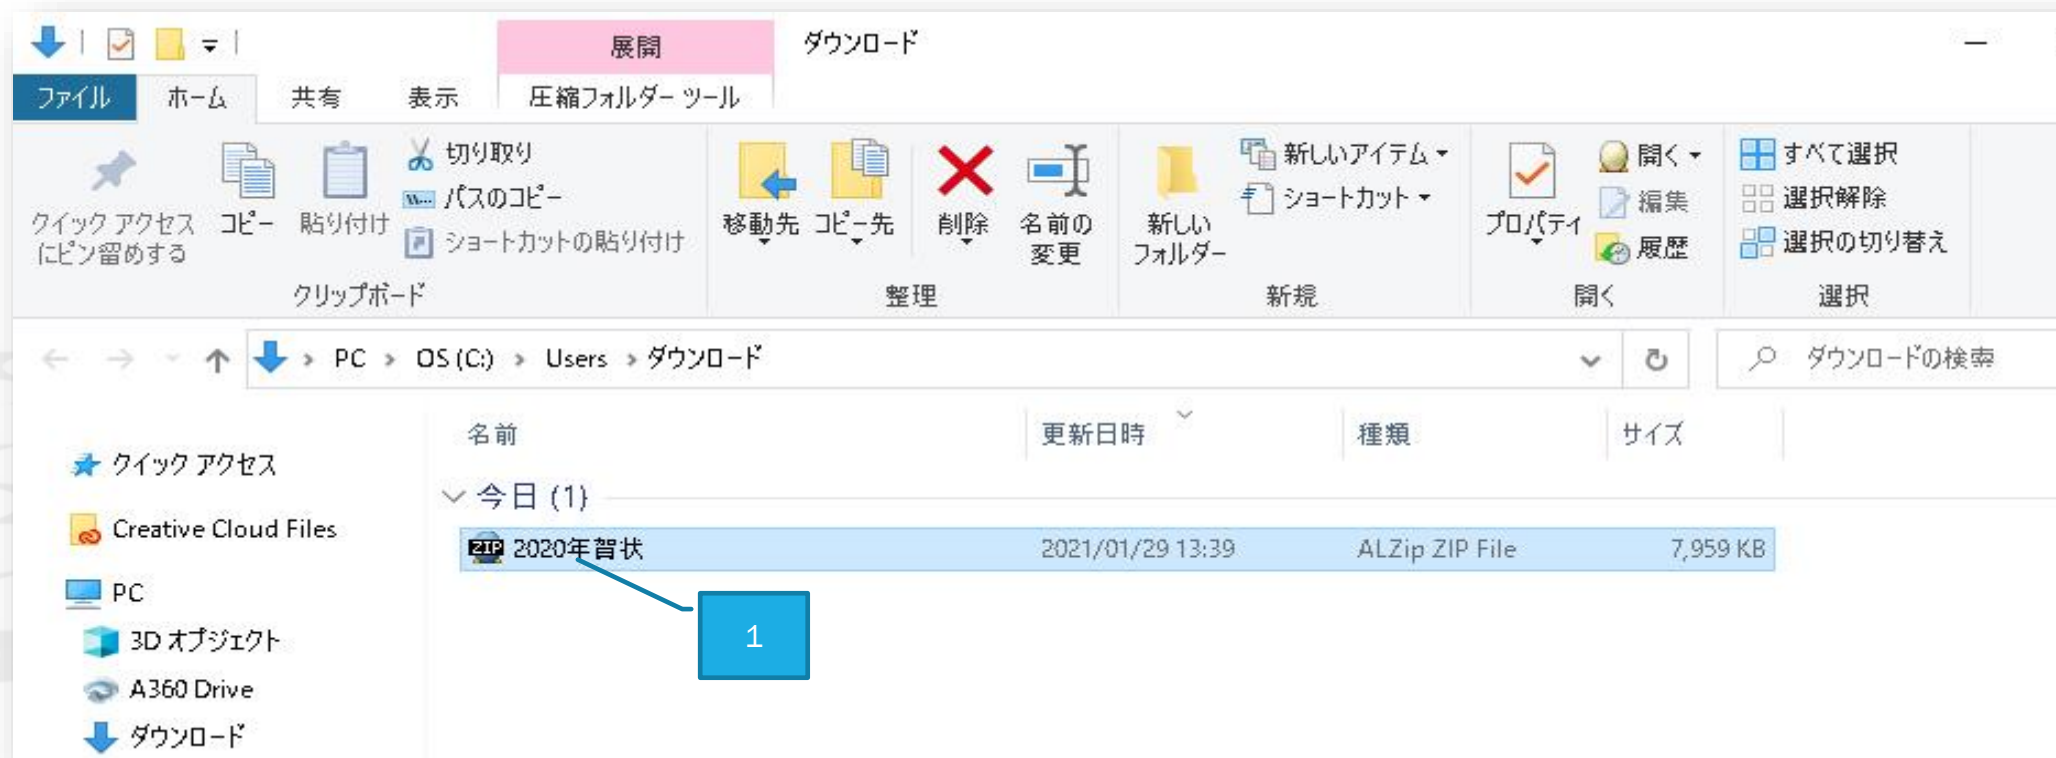 展開
ダウンロード
ファイル
ホーム
共有
表示
圧縮フォルダー ツール
クイック アクセス
にピン留めする
コピー
貼り付け
切り取り
パスのコピー
ショートカットの貼り付け
クリップボード
移動先
コピー先
削除
名前の
変更
整理
新しい
フォルダー
新しいアイテム
ショートカット
新規
プロパティ
開く
編集
履歴
開く
すべて選択
選択解除
選択の切り替え
選択
PC > OS (C:) > Users > ダウンロード
ダウンロードの検索
名前 更新日時 種類 サイズ
今日 (1)
ZIP 2020年賀状 2021/01/29 13:39 ALZip ZIP File 7,959 KB
1
クイック アクセス
Creative Cloud Files
PC
3D オブジェクト
A360 Drive
ダウンロード